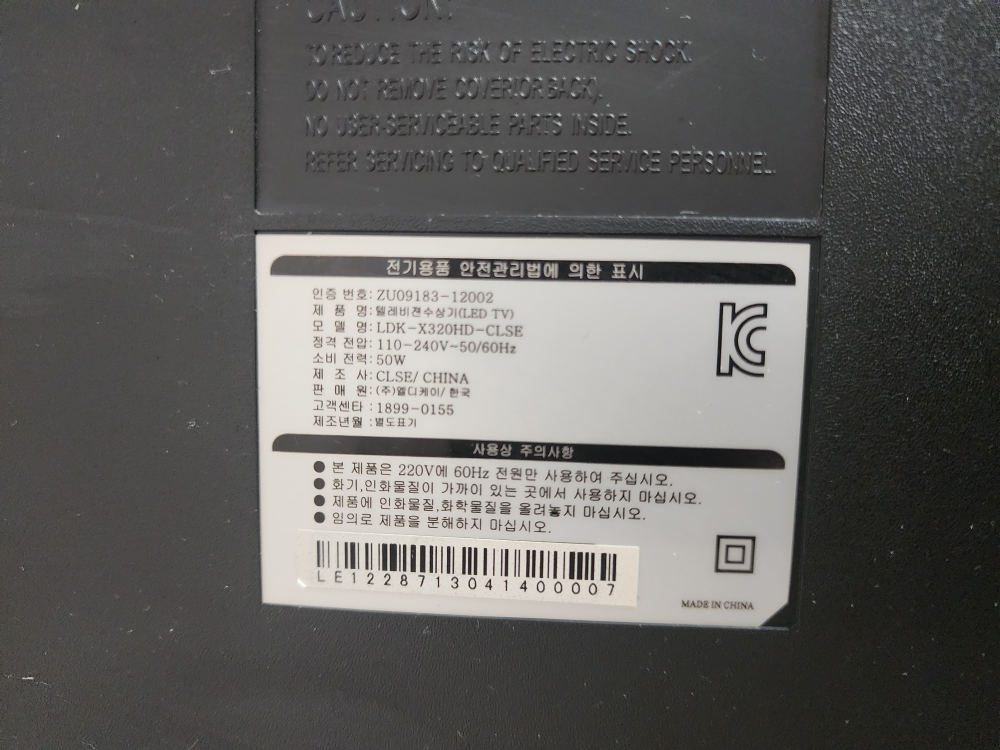 CAUTION:
TO REDUCE THE RISK OF ELECTRIC SHOCK.
DO NOT REMOVE COVER(OR BACK).
NO USER-SERVICEABLE PARTS INSIDE.
REFER SERVICING TO QUALIFIED SERVICE PERSONNEL.
전기용품 안전관리법에 의한 표시
인증 번호: ZU09183-12002
제 품 명: 텔레비젼수상기(LED TV)
모 델 명: LDK-X320HD-CLSE
정격 전압: 110-240V~50/60Hz
소비 전력: 50W
제 조 사: CLSE/ CHINA
판 매 원: (주)엘디케이/ 한국
고객센타 : 1899-0155
제조년월 : 별도표기
사용상 주의사항
● 본 제품은 220V에 60Hz 전원만 사용하여 주십시오.
● 화기,인화물질이 가까이 있는 곳에서 사용하지 마십시오.
● 제품에 인화물질,화학물질을 올려놓지 마십시오.
● 임의로 제품을 분해하지 마십시오.
LE1228713041400007
MADE IN CHINA